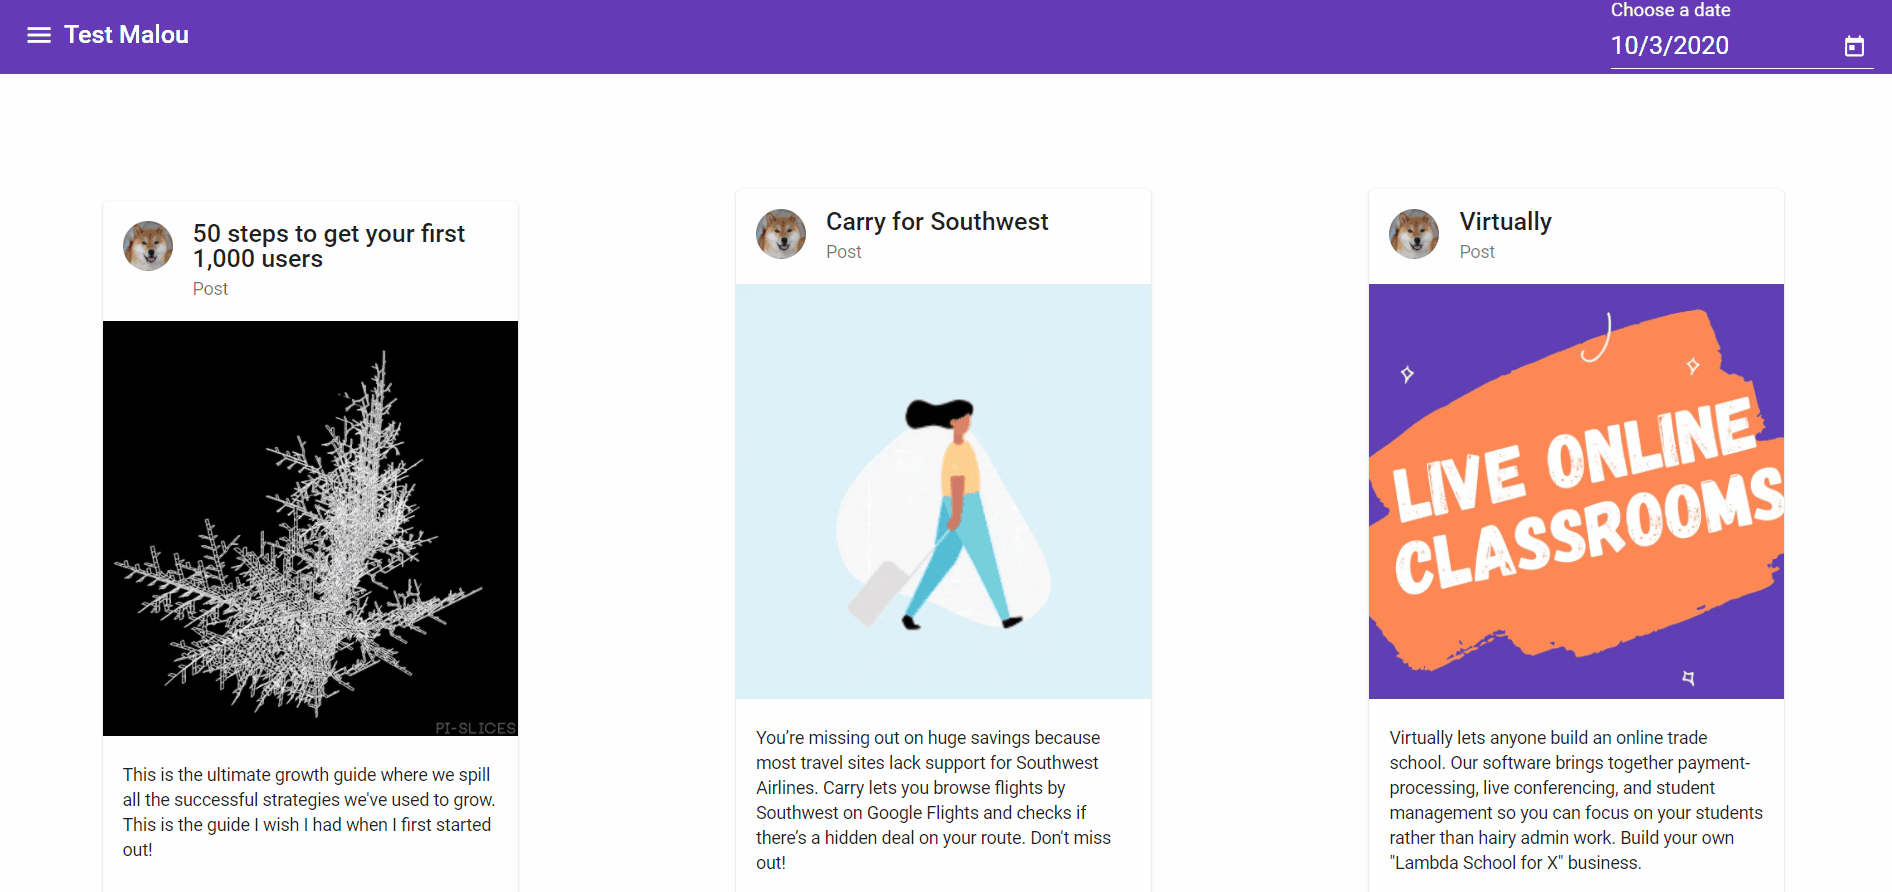 Test Malou
Choose a date
10/3/2020
50 steps to get your first
1,000 users
Post
PI-SLICES
This is the ultimate growth guide where we spill
all the successful strategies we've used to grow.
This is the guide I wish I had when I first started
out!
Carry for Southwest
Post
You’re missing out on huge savings because
most travel sites lack support for Southwest
Airlines. Carry lets you browse flights by
Southwest on Google Flights and checks if
there’s a hidden deal on your route. Don't miss
out!
Virtually
Post
LIVE ONLINE
CLASSROOMS
Virtually lets anyone build an online trade
school. Our software brings together payment-
processing, live conferencing, and student
management so you can focus on your students
rather than hairy admin work. Build your own
"Lambda School for X" business.